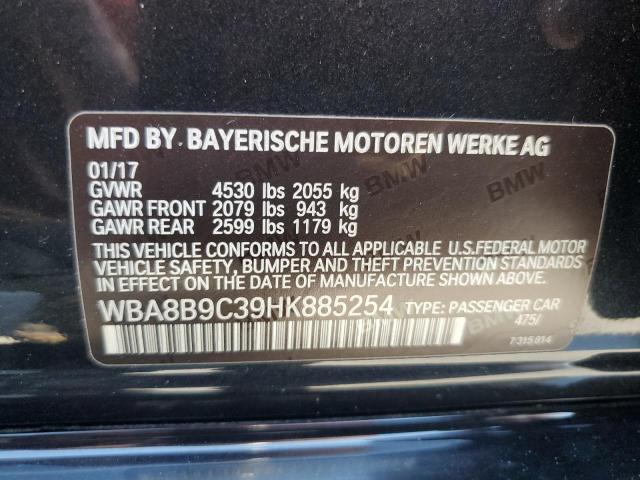 MFD BY BAYERISCHE MOTOREN WERKE AG
01/17
GVWR 4530 lbs 2055 kg
GAWR FRONT 2079 lbs 943 kg
GAWR REAR 2599 lbs 1179 kg
THIS VEHICLE CONFORMS TO ALL APPLICABLE U.S.FEDERAL MOTOR
VEHICLE SAFETY, BUMPER AND THEFT PREVENTION STANDARDS
IN EFFECT ON THE DATE OF MANUFACTURE SHOWN ABOVE
WBA8B9C39HK885254 TYPE: PASSENGER CAR
475/
7315814